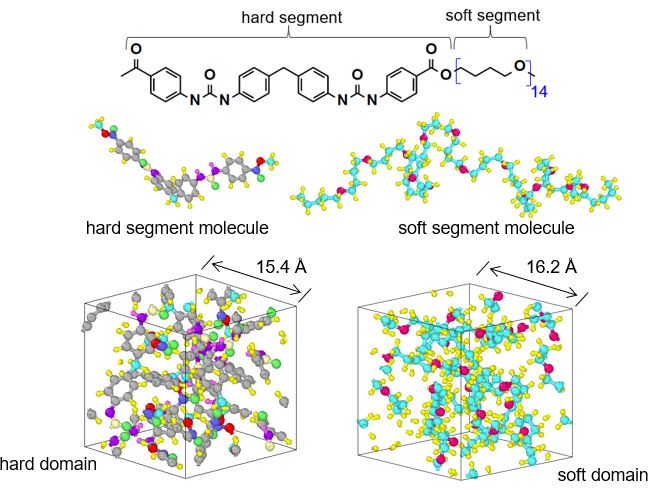 hard segment
soft segment
O
O
O
O
O
O
N
H
N
H
N
H
N
H
14
hard segment molecule
soft segment molecule
15.4 Å
16.2 Å
hard domain
soft domain